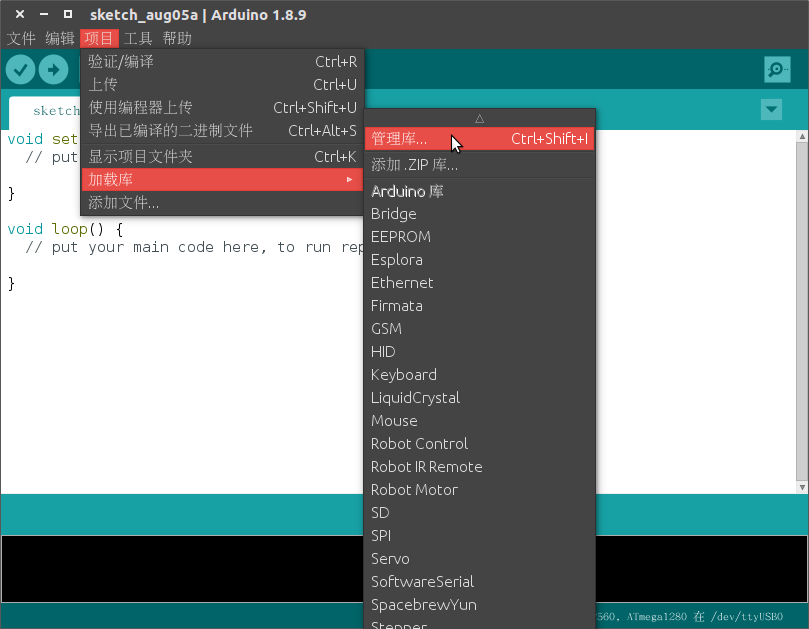 sketch_aug05a | Arduino 1.8.9
文件 编辑 项目 工具 帮助
验证/编译 Ctrl+R
上传 Ctrl+U
使用编程器上传 Ctrl+Shift+U
导出已编译的二进制文件 Ctrl+Alt+S
显示项目文件夹 Ctrl+K
加载库
添加文件...
管理库... Ctrl+Shift+I
添加 .ZIP 库...
Arduino 库
Bridge
EEPROM
Esplora
Ethernet
Firmata
GSM
HID
Keyboard
LiquidCrystal
Mouse
Robot Control
Robot IR Remote
Robot Motor
SD
SPI
Servo
SoftwareSerial
SpacebrewYun
Stepper
sketch
void set
// put
}
void loop() {
// put your main code here, to run rep
}
560, ATmega1280 在 /dev/ttyUSB0